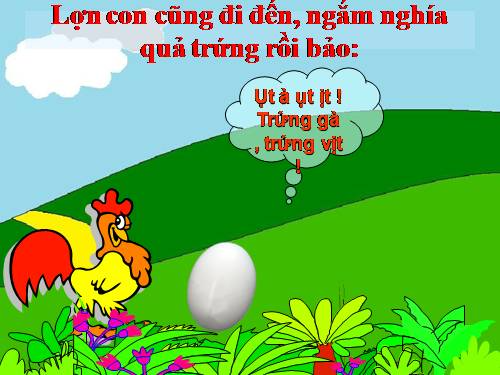 Lợn con cũng đi đến, ngắm nghía
quả trứng rồi bảo:
Ụt à ụt ịt !
Trứng gà
, trứng vịt
!